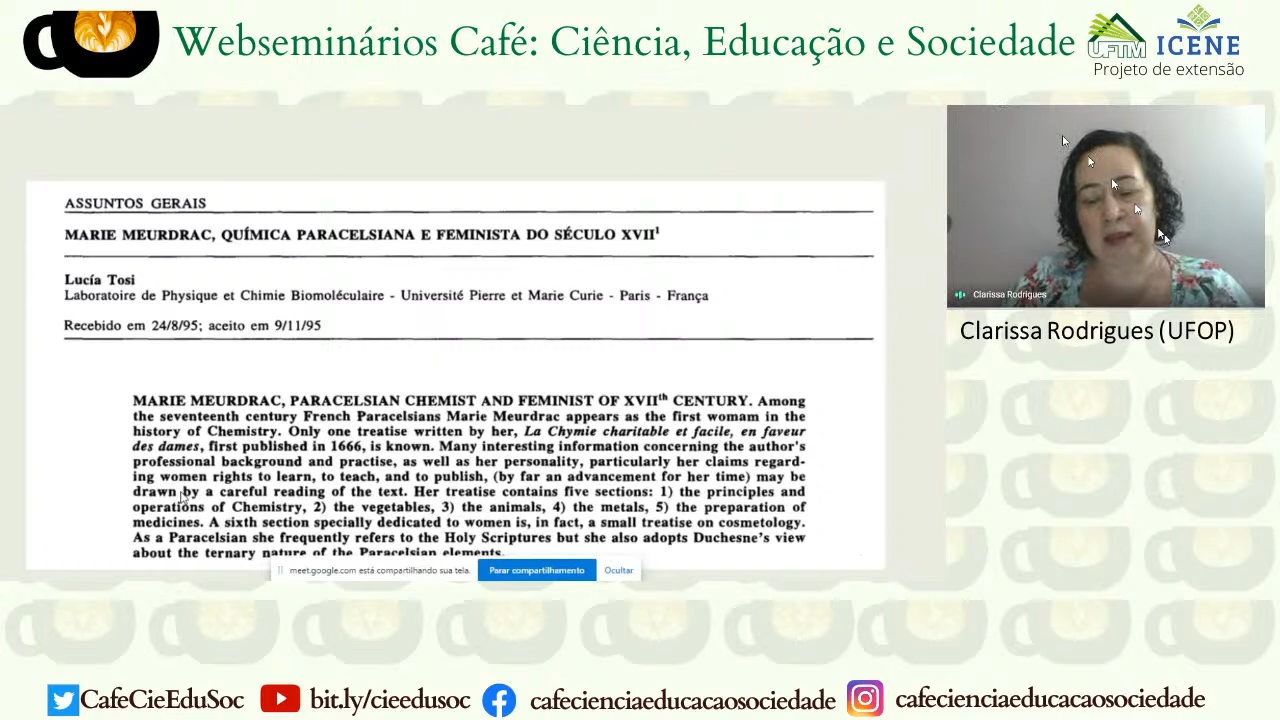 Webseminários Café: Ciência, Educação e Sociedade
UFTM ICENE
Projeto de extensão
ASSUNTOS GERAIS
MARIE MEURDRAC, QUÍMICA PARACELSIANA E FEMINISTA DO SÉCULO XVII¹
Lucía Tosi
Laboratoire de Physique et Chimie Biomoléculaire - Université Pierre et Marie Curie - Paris - França
Recebido em 24/8/95; aceito em 9/11/95
MARIE MEURDRAC, PARACELSIAN CHEMIST AND FEMINIST OF XVIIth CENTURY. Among
the seventeenth century French Paracelsians Marie Meurdrac appears as the first womam in the
history of Chemistry. Only one treatise written by her, La Chymie charitable et facile, en faveur
des dames, first published in 1666, is known. Many interesting information concerning the author's
professional background and practise, as well as her personality, particularly her claims regard-
ing women rights to learn, to teach, and to publish, (by far an advancement for her time) may be
drawn by a careful reading of the text. Her treatise contains five sections: 1) the principles and
operations of Chemistry, 2) the vegetables, 3) the animals, 4) the metals, 5) the preparation of
medicines. A sixth section specially dedicated to women is, in fact, a small treatise on cosmetology.
As a Paracelsian she frequently refers to the Holy Scriptures but she also adopts Duchesne's view
about the ternary nature of the Paracelsian elements.
meet.google.com está compartilhando sua tela.
Parar compartilhamento
Ocultar
Clarissa Rodrigues
Clarissa Rodrigues (UFOP)
CafeCieEduSoc
bit.ly/cieedusoc
cafecienciaeducacaosociedade
cafecienciaeducacaosociedade